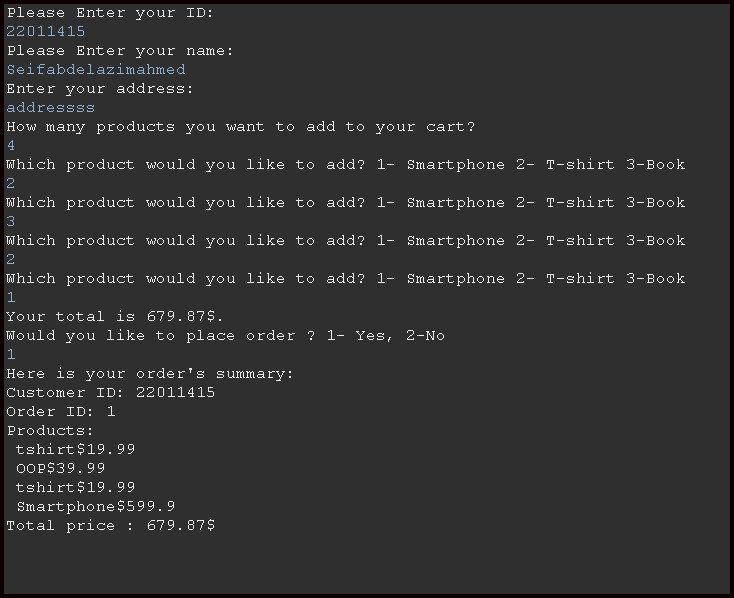 Please Enter your ID:
22011415
Please Enter your name:
Seifabdelazimahmed
Enter your address:
addressss
How many products you want to add to your cart?
4
Which product would you like to add? 1- Smartphone 2- T-shirt 3-Book
2
Which product would you like to add? 1- Smartphone 2- T-shirt 3-Book
3
Which product would you like to add? 1- Smartphone 2- T-shirt 3-Book
2
Which product would you like to add? 1- Smartphone 2- T-shirt 3-Book
1
Your total is 679.87$.
Would you like to place order ? 1- Yes, 2-No
1
Here is your order's summary:
Customer ID: 22011415
Order ID: 1
Products:
tshirt$19.99
OOP$39.99
tshirt$19.99
Smartphone$599.9
Total price : 679.87$